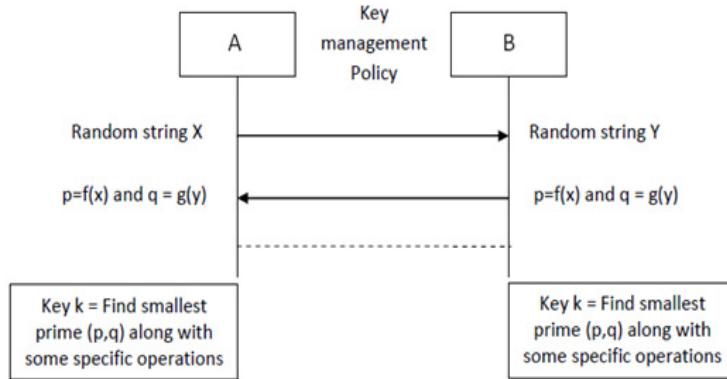 A
Key
management
Policy
B
Random string X
Random string Y
p=f(x) and q = g(y)
p=f(x) and q = g(y)
Key k = Find smallest
prime (p,q) along with
some specific operations
Key k = Find smallest
prime (p,q) along with
some specific operations